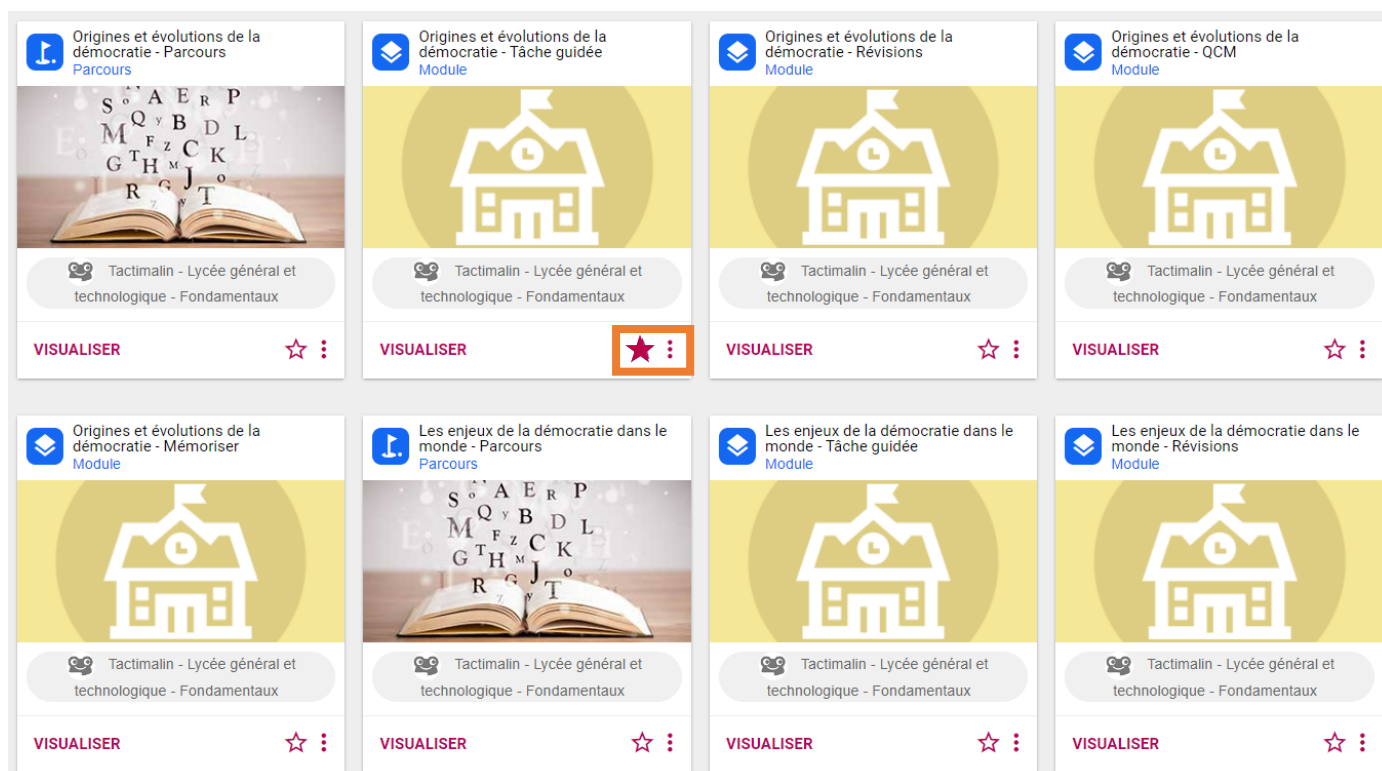 Origines et évolutions de la
démocratie - Parcours
Parcours
S o A E R P
M Q Y B D L
G T H F Z C K
M J O
R G T
Z Y
Tactimalin - Lycée général et
technologique - Fondamentaux
VISUALISER
Origines et évolutions de la
démocratie - Tâche guidée
Module
Tactimalin - Lycée général et
technologique - Fondamentaux
VISUALISER
Origines et évolutions de la
démocratie - Révisions
Module
Tactimalin - Lycée général et
technologique - Fondamentaux
VISUALISER
Origines et évolutions de la
démocratie - QCM
Module
Tactimalin - Lycée général et
technologique - Fondamentaux
VISUALISER
Origines et évolutions de la
démocratie - Mémoriser
Module
Tactimalin - Lycée général et
technologique - Fondamentaux
VISUALISER
Les enjeux de la démocratie dans le
monde - Parcours
Parcours
S o A E R P
M Q Y B D L
G T H F Z C K
M J O
R G T
Z Y
Tactimalin - Lycée général et
technologique - Fondamentaux
VISUALISER
Les enjeux de la démocratie dans le
monde - Tâche guidée
Module
Tactimalin - Lycée général et
technologique - Fondamentaux
VISUALISER
Les enjeux de la démocratie dans le
monde - Révisions
Module
Tactimalin - Lycée général et
technologique - Fondamentaux
VISUALISER